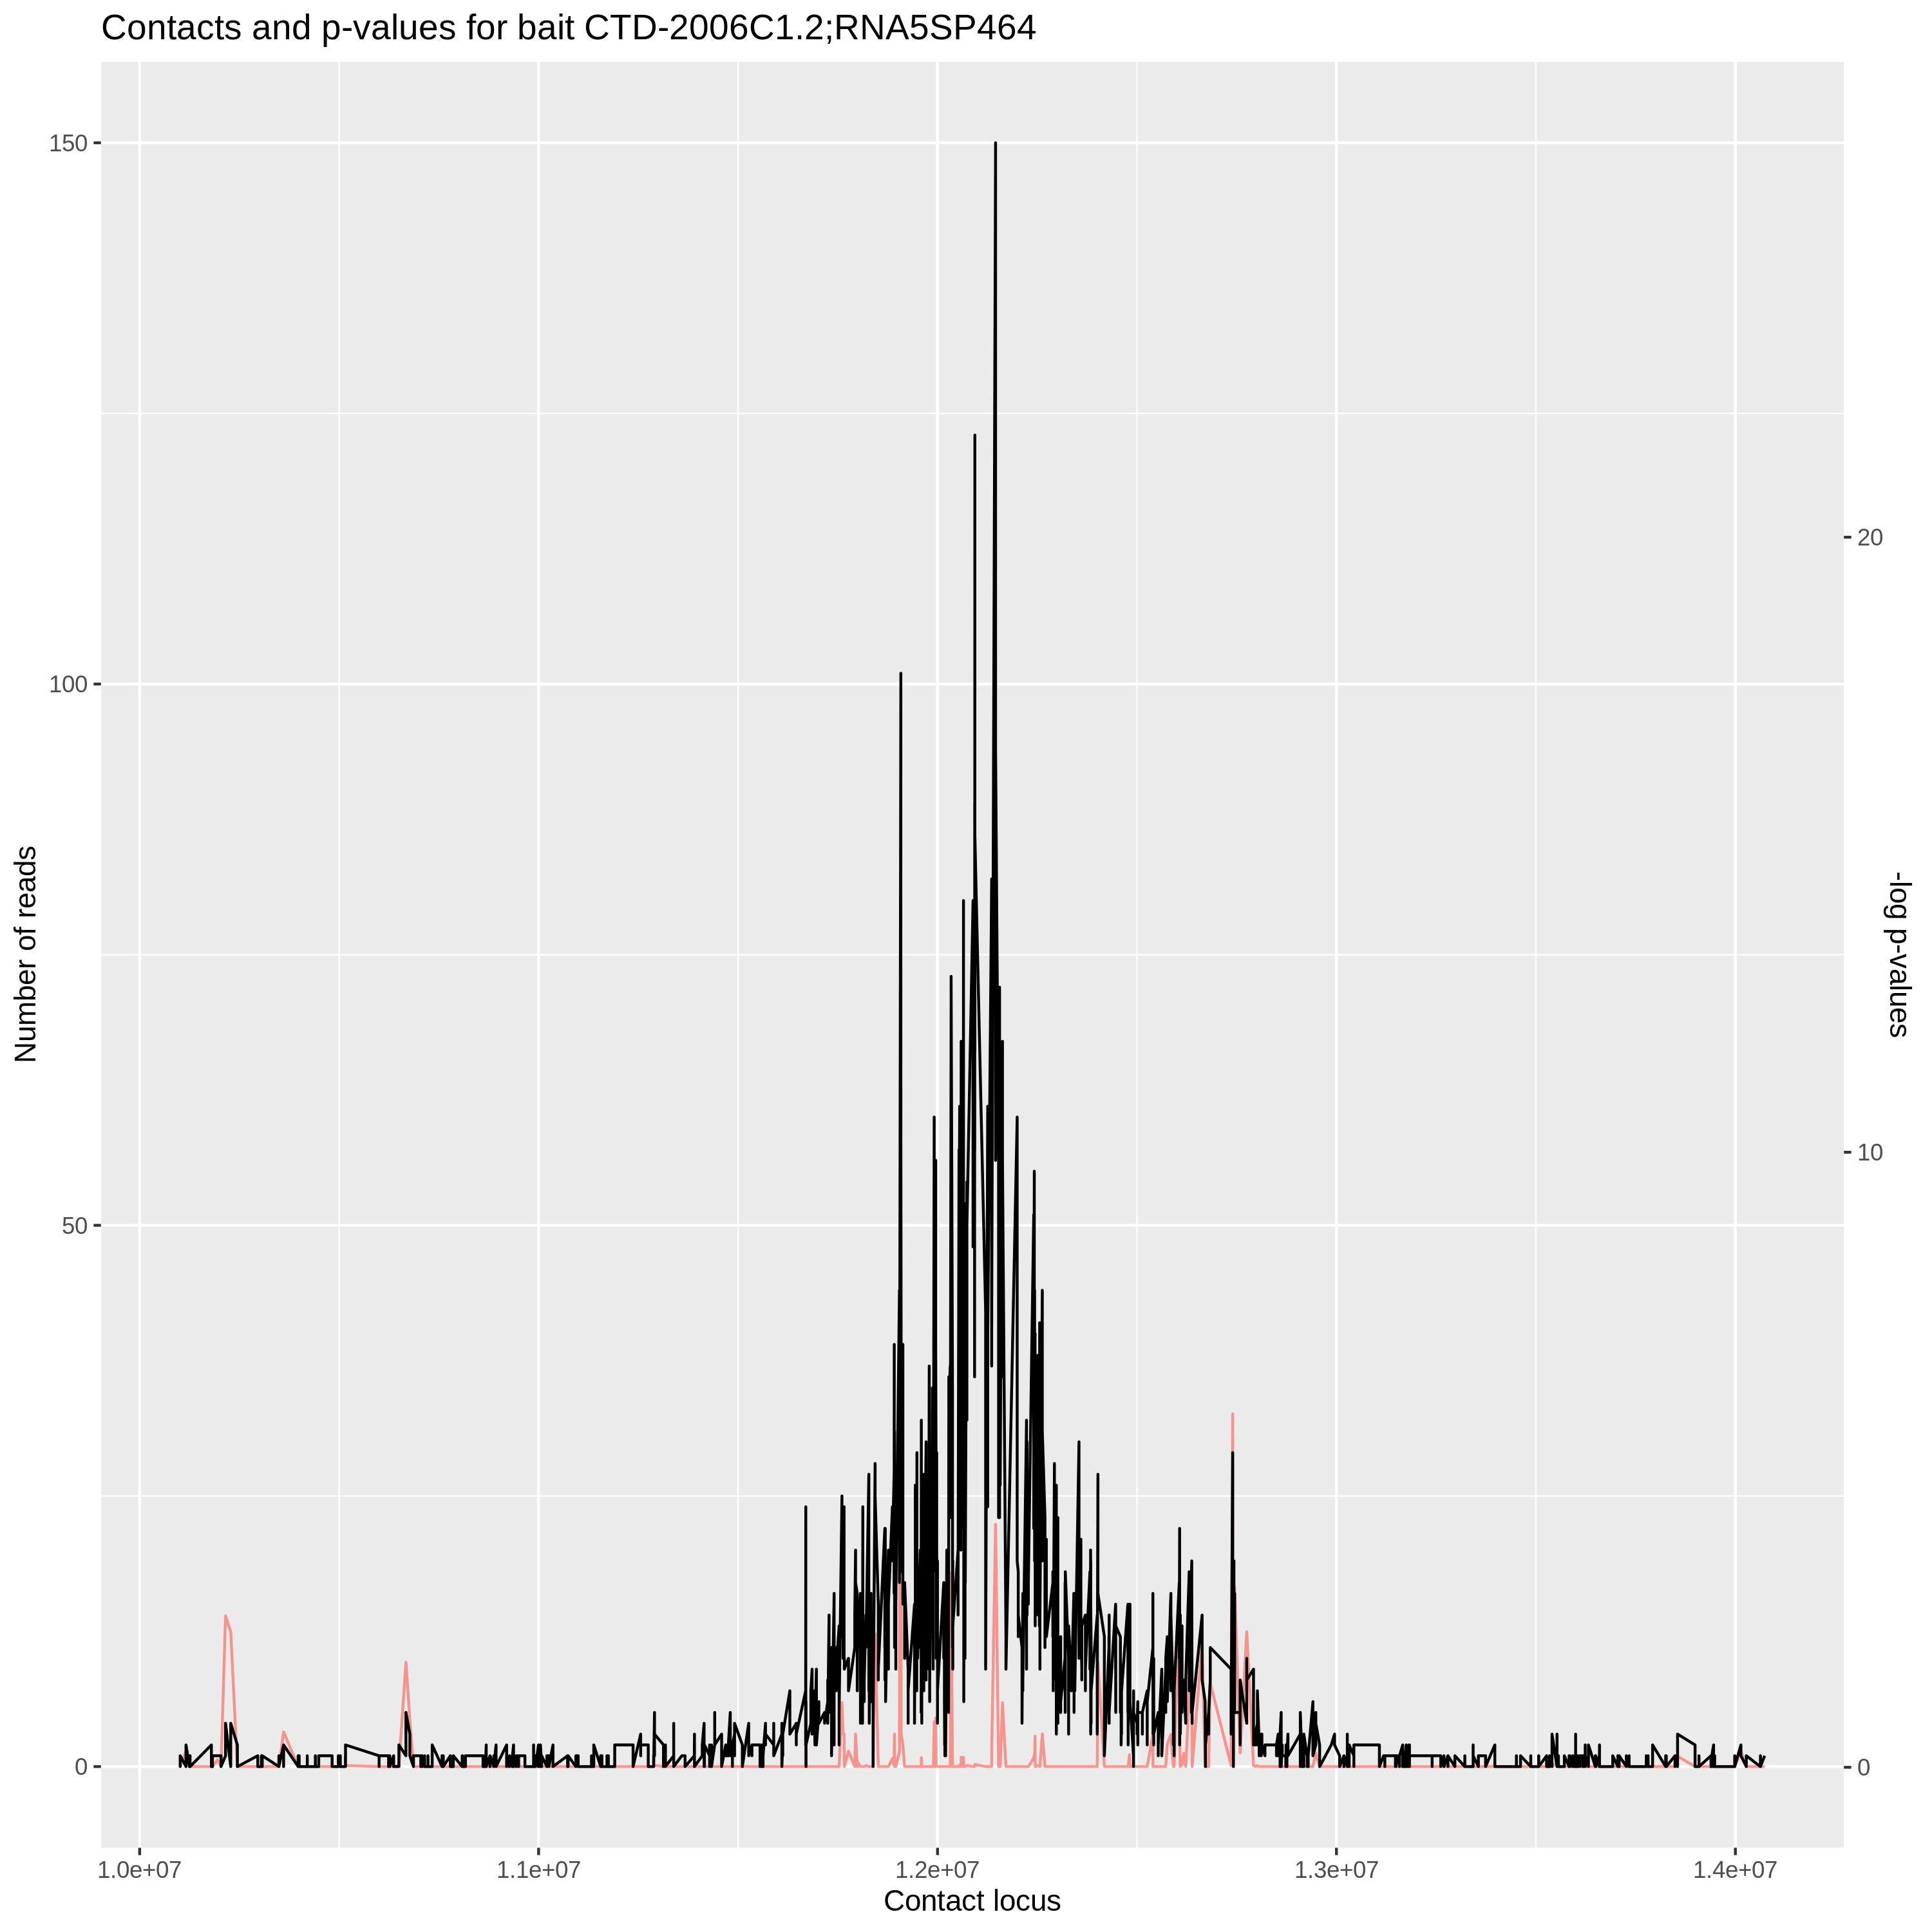 Contacts and p-values for bait CTD-2006C1.2;RNA5SP464
150
100
50
0
Number of reads
20
10
0
-log p-values
1.0e+07
1.1e+07
1.2e+07
1.3e+07
1.4e+07
Contact locus